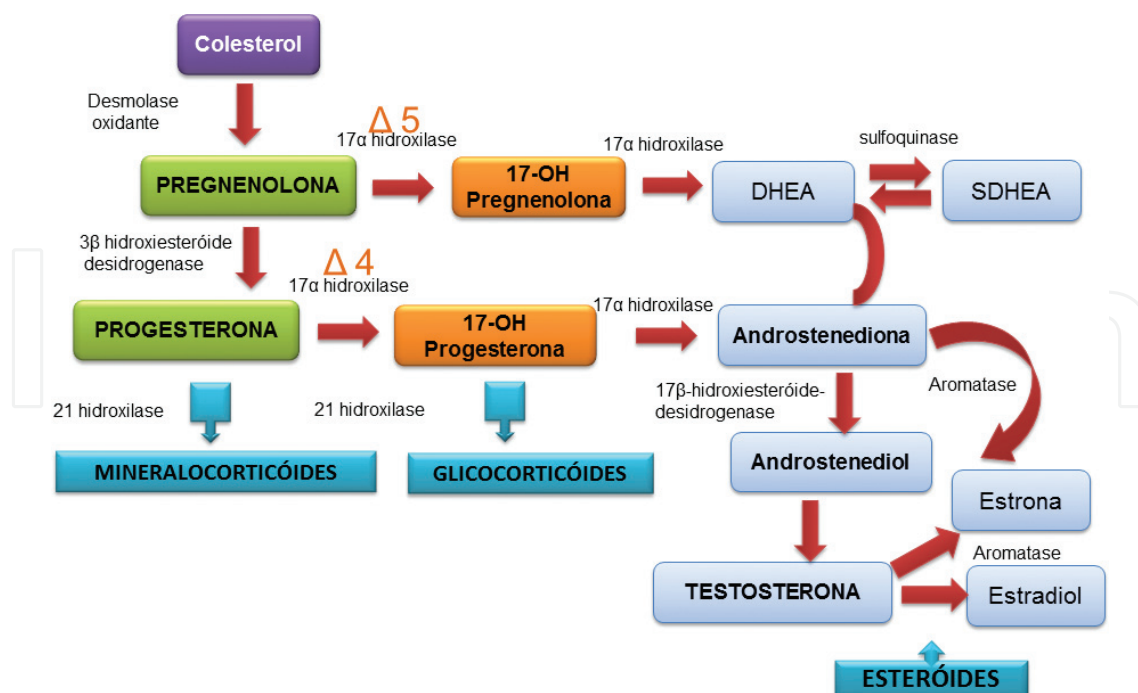 Colesterol
Desmolase
oxidante
Δ 5
17α hidroxilase
17α hidroxilase
sulfoquinase
PREGNENOLONA
17-OH
Pregnenolona
DHEA
SDHEA
3β hidroxiesteróide
desidrogenase
Δ 4
17α hidroxilase
17α hidroxilase
PROGESTERONA
17-OH
Progesterona
Androstenediona
21 hidroxilase
21 hidroxilase
17β-hidroxiesteróide-
desidrogenase
Aromatase
MINERALOCORTICÓIDES
GLICOCORTICÓIDES
Androstenediol
Estrona
Aromatase
TESTOSTERONA
Estradiol
ESTERÓIDES